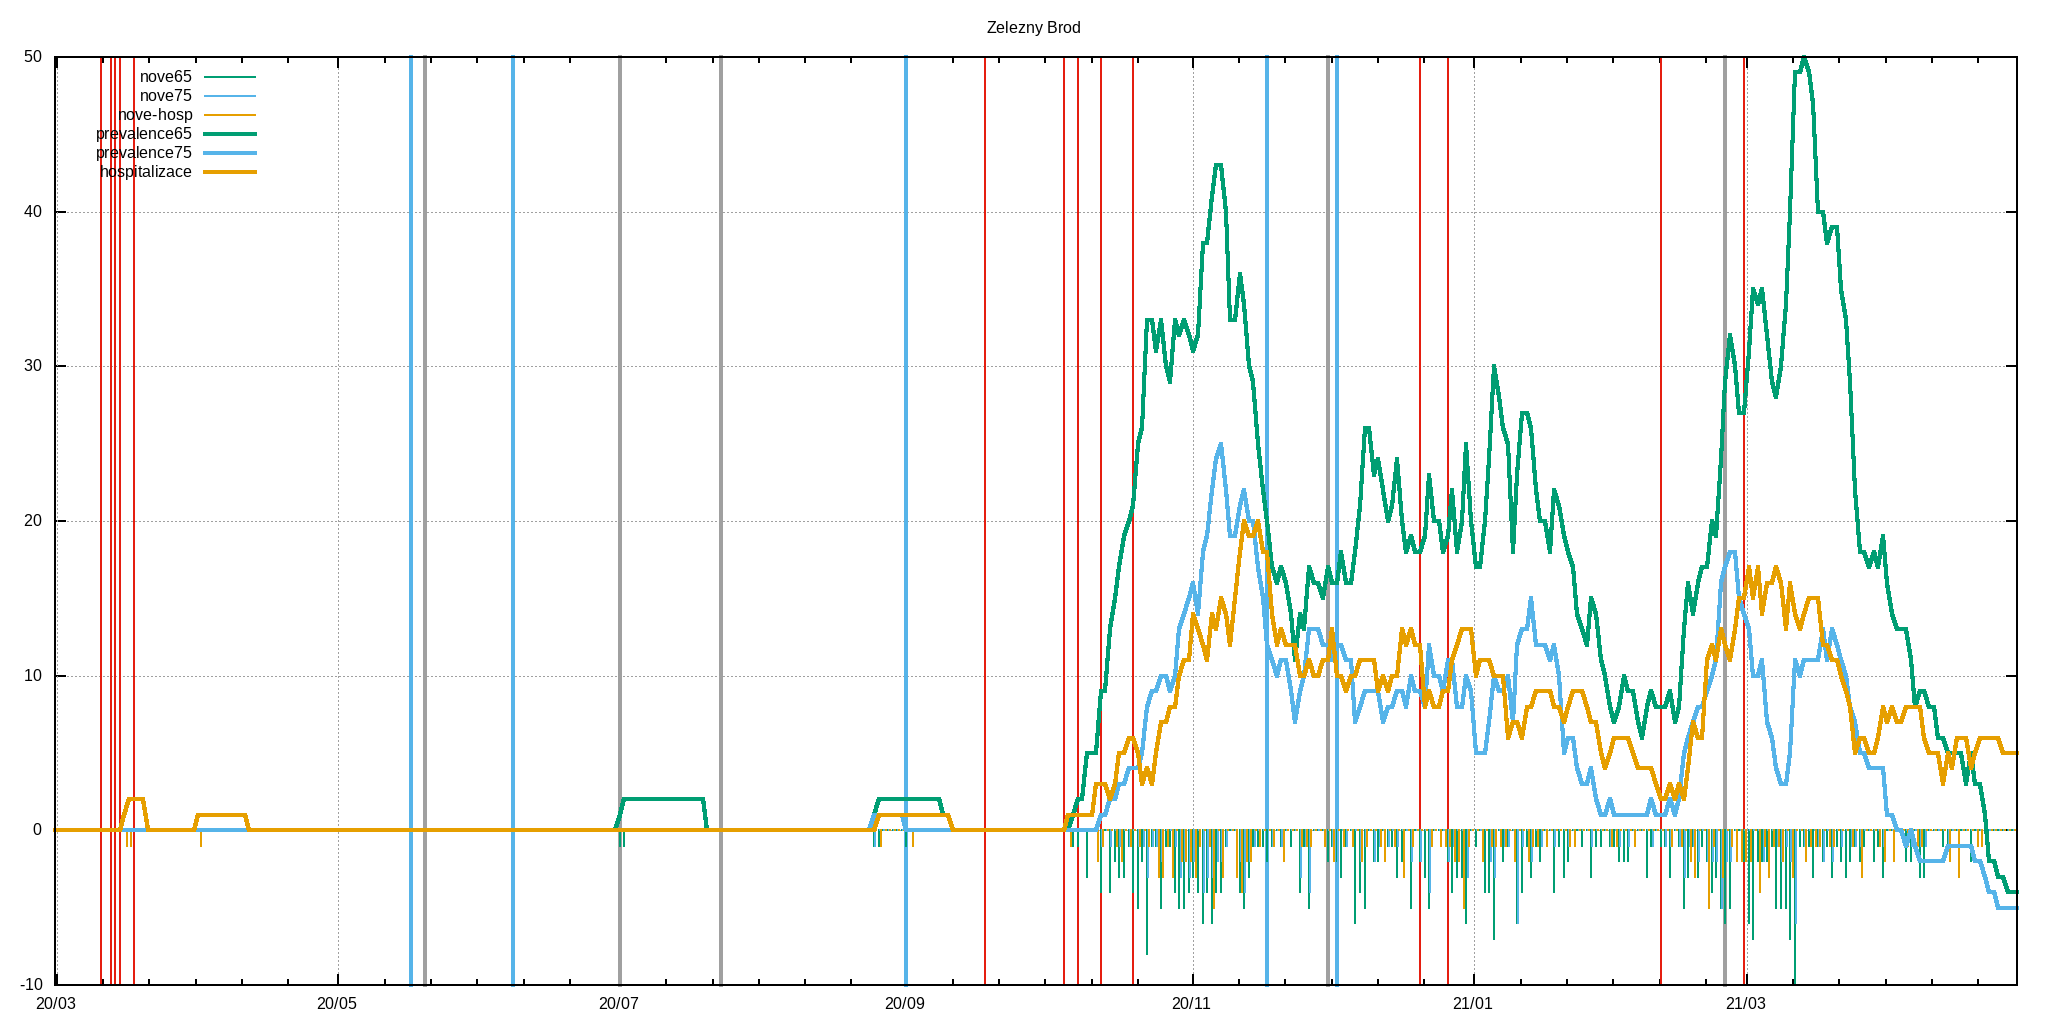 Zelezny Brod
50
nove65
nove75
nove-hosp
prevalence65
prevalence75
hospitalizace
40
30
20
10
0
-10
20/03 20/05 20/07 20/09 20/11 21/01 21/03